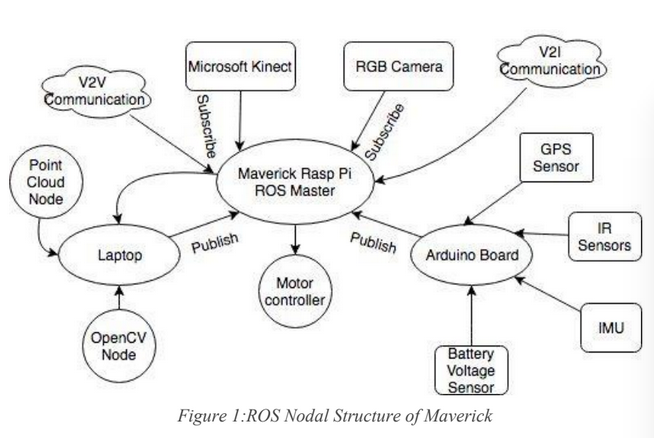 V2V
Communication
Microsoft Kinect
RGB Camera
V2I
Communication
Subscribe
Subscribe
Point
Cloud
Node
Maverick Rasp Pi
ROS Master
GPS
Sensor
Laptop
Publish
Publish
Arduino Board
IR
Sensors
Motor
controller
OpenCV
Node
Battery
Voltage
Sensor
IMU
Figure 1:ROS Nodal Structure of Maverick